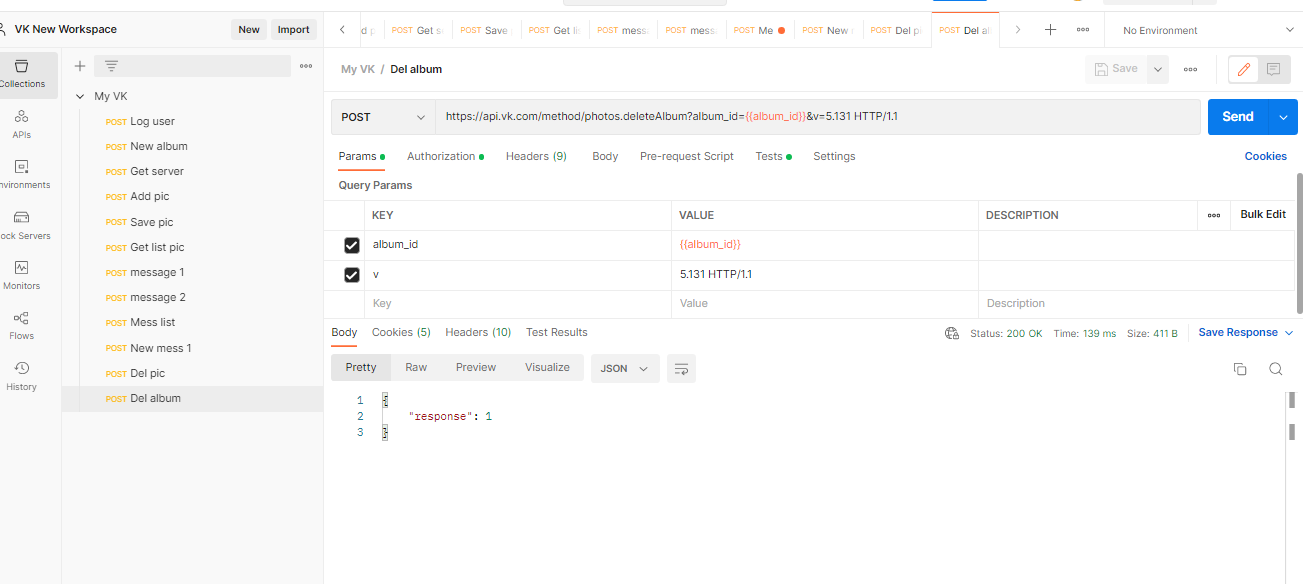 VK New Workspace
New
Import
POST Get s
POST Save
POST Get li
POST mess
POST mess
POST Me
POST New
POST Del p
POST Del al
No Environment
Collections
APIs
nvironments
ock Servers
Monitors
Flows
History
My VK
POST Log user
POST New album
POST Get server
POST Add pic
POST Save pic
POST Get list pic
POST message 1
POST message 2
POST Mess list
POST New mess 1
POST Del pic
POST Del album
My VK / Del album
Save
POST
https://api.vk.com/method/photos.deleteAlbum?album_id={{album_id}}&v=5.131 HTTP/1.1
Send
Params
Authorization
Headers (9)
Body
Pre-request Script
Tests
Settings
Cookies
Query Params
KEY VALUE DESCRIPTION Bulk Edit
album_id {{album_id}}
v 5.131 HTTP/1.1
Key Value Description
Body Cookies (5) Headers (10) Test Results
Status: 200 OK Time: 139 ms Size: 411 B Save Response
Pretty Raw Preview Visualize JSON
1 {
2 "response": 1
3 }